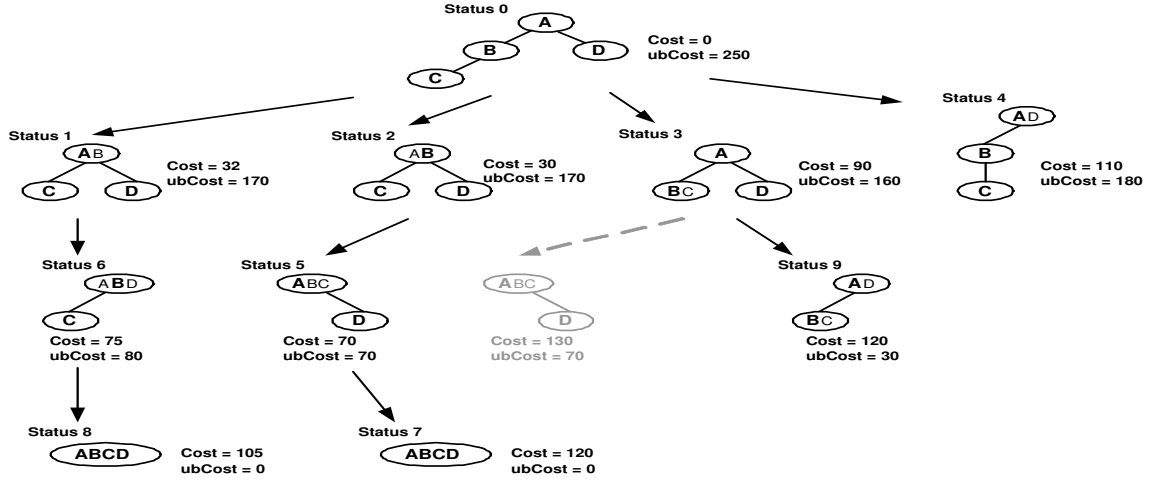 Status 0
A
B
D
C
Cost = 0
ubCost = 250
Status 1
AB
C
D
Cost = 32
ubCost = 170
Status 2
AB
C
D
Cost = 30
ubCost = 170
Status 3
A
BC
D
Cost = 90
ubCost = 160
Status 4
AD
B
C
Cost = 110
ubCost = 180
Status 6
ABD
C
Cost = 75
ubCost = 80
Status 5
ABC
D
Cost = 70
ubCost = 70
ABC
D
Cost = 130
ubCost = 70
Status 9
AD
BC
Cost = 120
ubCost = 30
Status 8
ABCD
Cost = 105
ubCost = 0
Status 7
ABCD
Cost = 120
ubCost = 0